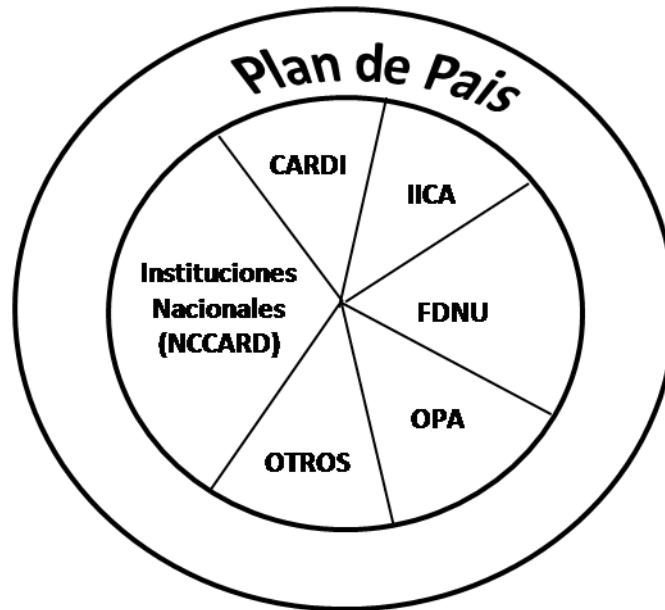 Plan de Pais
CARDI
IICA
Instituciones
Nacionales
(NCCARD)
FDNU
OPA
OTROS